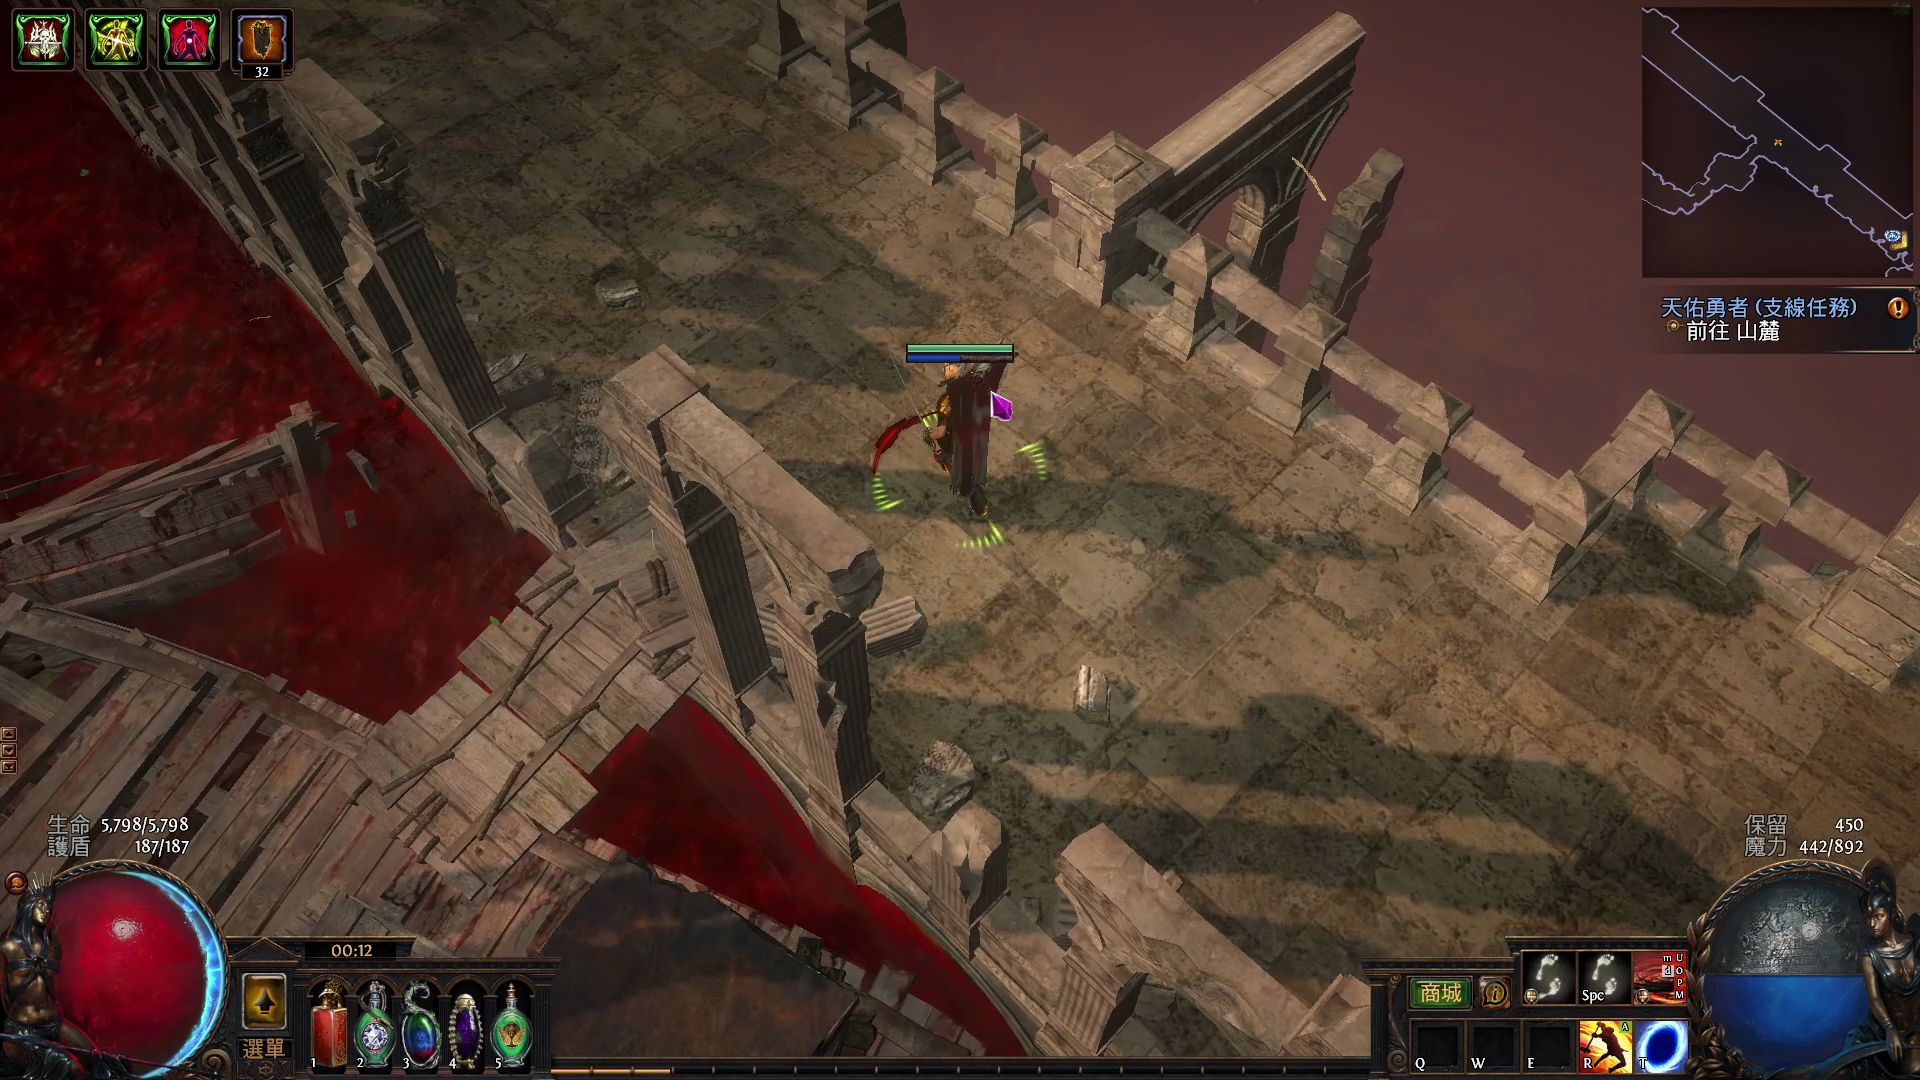 32
天佑勇者 (支線任務)
前往 山麓
生命 5,798/5,798
護盾 187/187
保留 450
魔力 442/892
00:12
選單
1 2 3 4 5
商城
Spc
Q W E R T
A